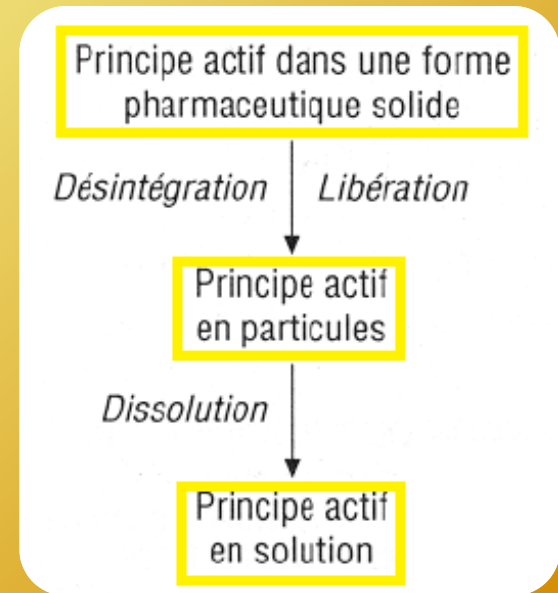 Principe actif dans une forme
pharmaceutique solide
Désintégration Libération
Principe actif
en particules
Dissolution
Principe actif
en solution